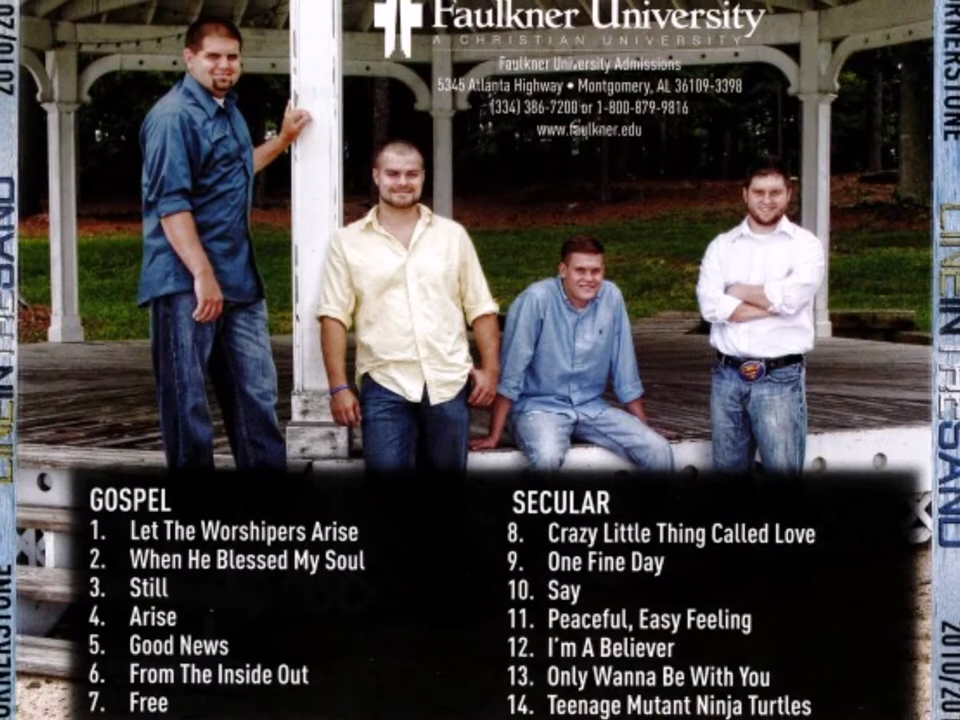 Faulkner University
A CHRISTIAN UNIVERSITY
Faulkner University Admissions
5345 Atlanta Highway • Montgomery, AL 36109-3398
(334) 386-7200 or 1-800-879-9816
www.faulkner.edu
GOSPEL
1. Let The Worshipers Arise
2. When He Blessed My Soul
3. Still
4. Arise
5. Good News
6. From The Inside Out
7. Free
SECULAR
8. Crazy Little Thing Called Love
9. One Fine Day
10. Say
11. Peaceful, Easy Feeling
12. I'm A Believer
13. Only Wanna Be With You
14. Teenage Mutant Ninja Turtles
LINE IN THE SAND